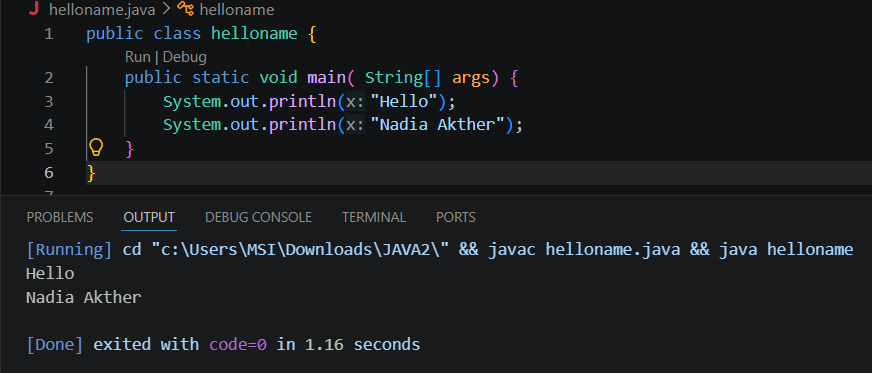 helloname.java > helloname
1 public class helloname {
Run | Debug
2 public static void main( String[] args) {
3 System.out.println(x: "Hello");
4 System.out.println(x: "Nadia Akther");
5 }
6 }
7
PROBLEMS OUTPUT DEBUG CONSOLE TERMINAL PORTS
[Running] cd "c:\Users\MSI\Downloads\JAVA2\" && javac helloname.java && java helloname
Hello
Nadia Akther
[Done] exited with code=0 in 1.16 seconds